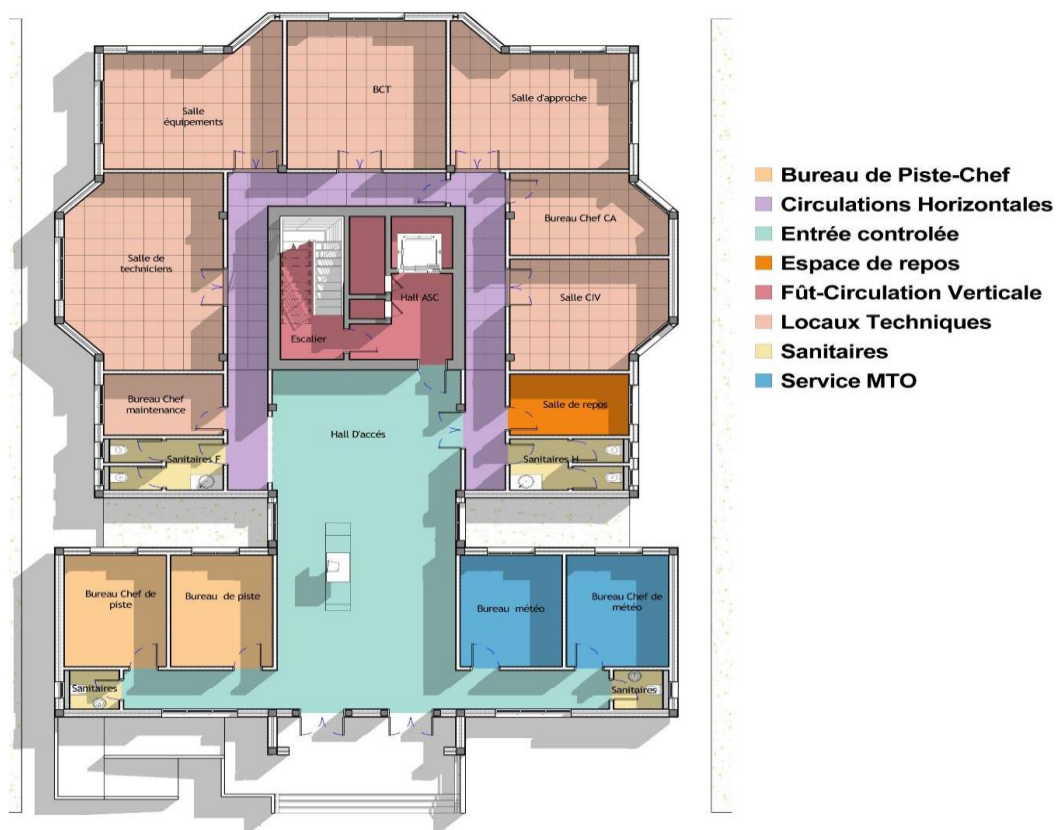 BCT
Salle
équipements
Salle d'approche
Bureau Chef CA
Salle de
techniciens
Salle CIV
Hall ASC
Escalier
Bureau Chef
maintenance
Salle de repos
Hall D'accés
Sanitaires F
Sanitaires H
Bureau Chef de
piste
Bureau de piste
Bureau météo
Bureau Chef de
météo
Sanitaires
Sanitaires
Bureau de Piste-Chef
Circulations Horizontales
Entrée controlée
Espace de repos
Fût-Circulation Verticale
Locaux Techniques
Sanitaires
Service MTO